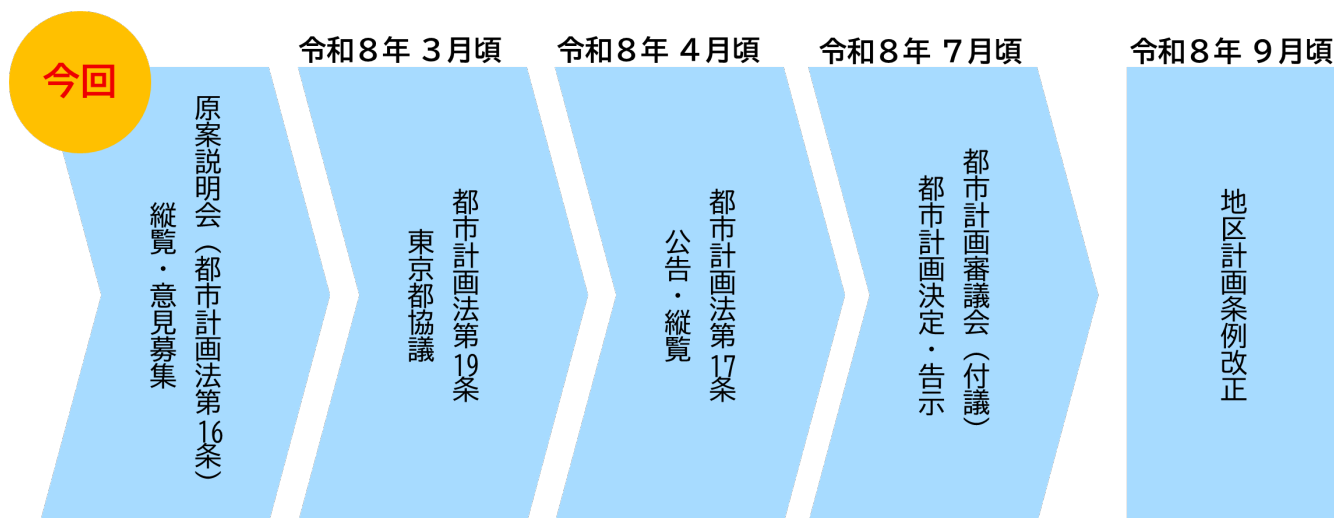 今回
原案説明会（都市計画法第16条）
縦覧・意見募集
令和８年 ３月頃
都市計画法第19条
東京都協議
令和８年 ４月頃
都市計画法第17条
公告・縦覧
令和８年 ７月頃
都市計画審議会（付議）
都市計画決定・告示
令和８年 ９月頃
地区計画条例改正